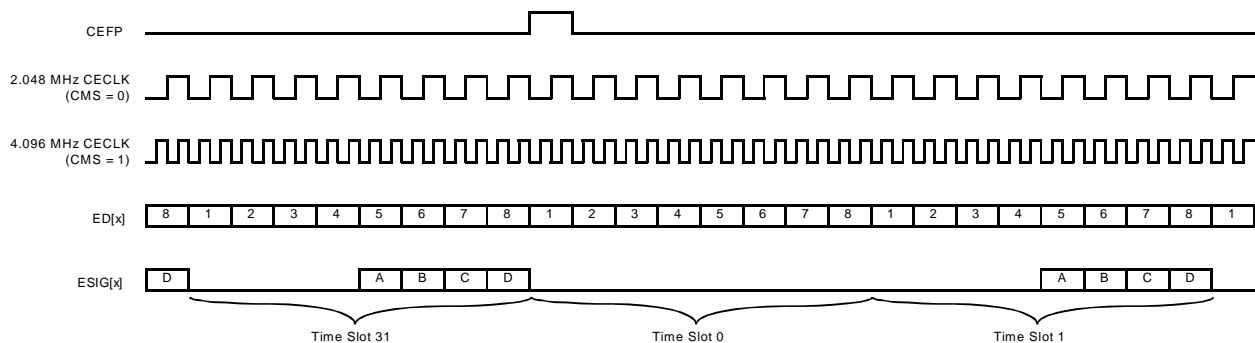 CEFP
2.048 MHz CECLK
(CMS = 0)
4.096 MHz CECLK
(CMS = 1)
ED[x] 8 1 2 3 4 5 6 7 8 1 2 3 4 5 6 7 8 1 2 3 4 5 6 7 8 1
ESIG[x] D A B C D A B C D
Time Slot 31 Time Slot 0 Time Slot 1